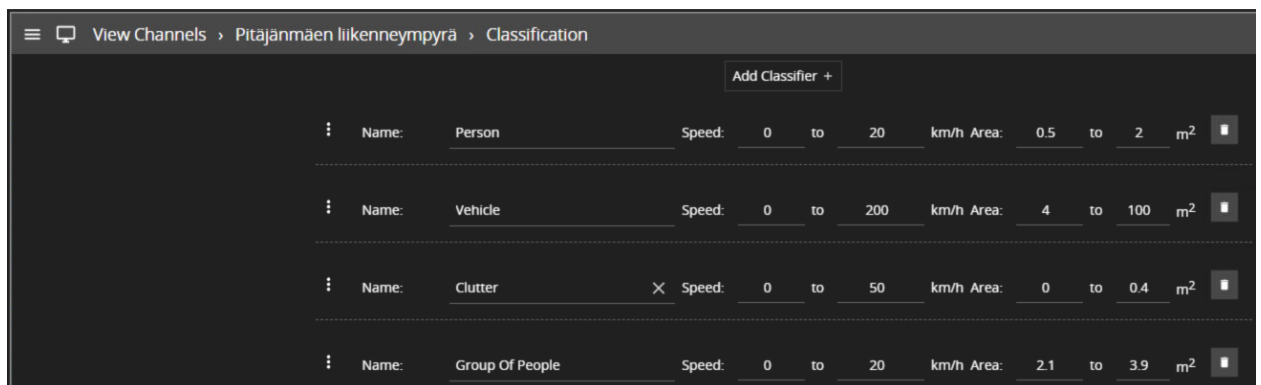 View Channels › Pitäjänmäen liikenneympyrä › Classification
Add Classifier +
Name: Person Speed: 0 to 20 km/h Area: 0.5 to 2 m²
Name: Vehicle Speed: 0 to 200 km/h Area: 4 to 100 m²
Name: Clutter Speed: 0 to 50 km/h Area: 0 to 0.4 m²
Name: Group Of People Speed: 0 to 20 km/h Area: 2.1 to 3.9 m²